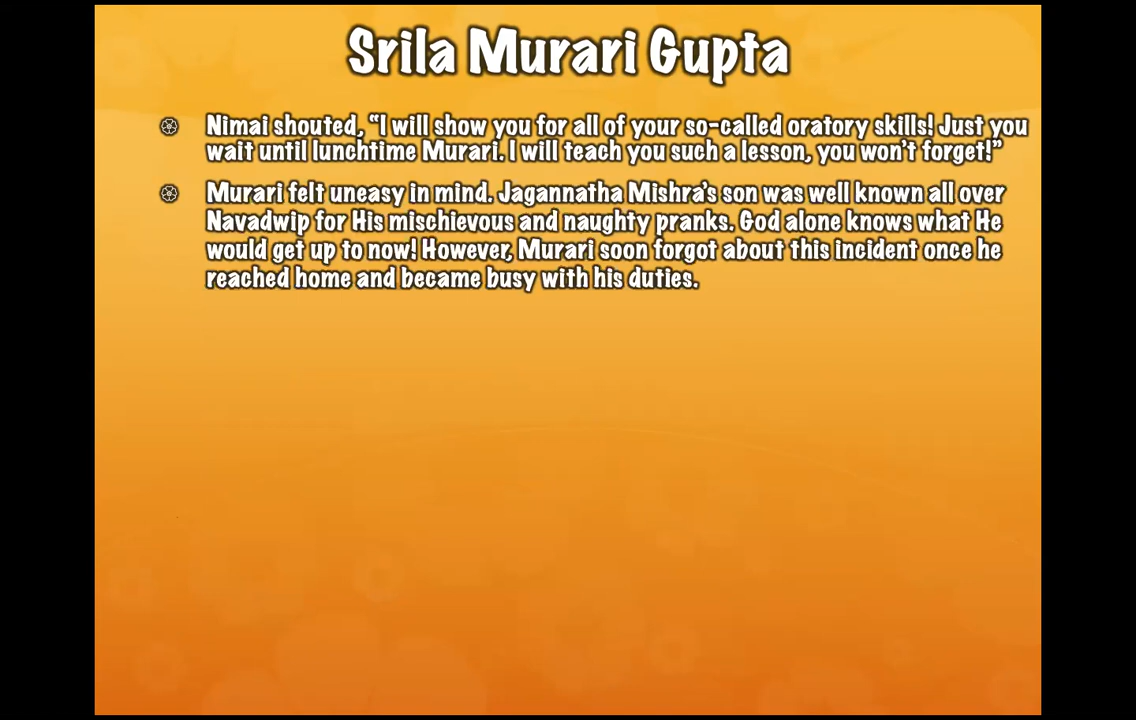 Srila Murari Gupta
Nimai shouted, “I will show you for all of your so-called oratory skills! Just you
wait until lunchtime Murari. I will teach you such a lesson, you won’t forget!”
Murari felt uneasy in mind. Jagannatha Mishra’s son was well known all over
Navadwip for His mischievous and naughty pranks. God alone knows what He
would get up to now! However, Murari soon forgot about this incident once he
reached home and became busy with his duties.